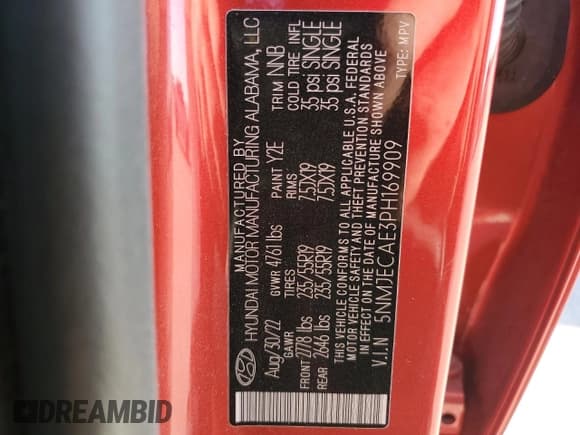 MANUFACTURED BY
HYUNDAI MOTOR MANUFACTURING ALABAMA, LLC
Aug/30/22 GVWR 4761 lbs PAINT Y2E TRIM NNB
GAWR TIRES RIMS COLD TIRE INFL
FRONT 2778 lbs 235/55R19 7.5JX19 35 psi SINGLE
REAR 2646 lbs 235/55R19 7.5JX19 35 psi SINGLE
THIS VEHICLE CONFORMS TO ALL APPLICABLE U.S.A. FEDERAL
MOTOR VEHICLE SAFETY AND THEFT PREVENTION STANDARDS
IN EFFECT ON THE DATE OF MANUFACTURE SHOWN ABOVE
V.I.N 5NMJECAE3PH169909 TYPE: MPV
DREAMBID